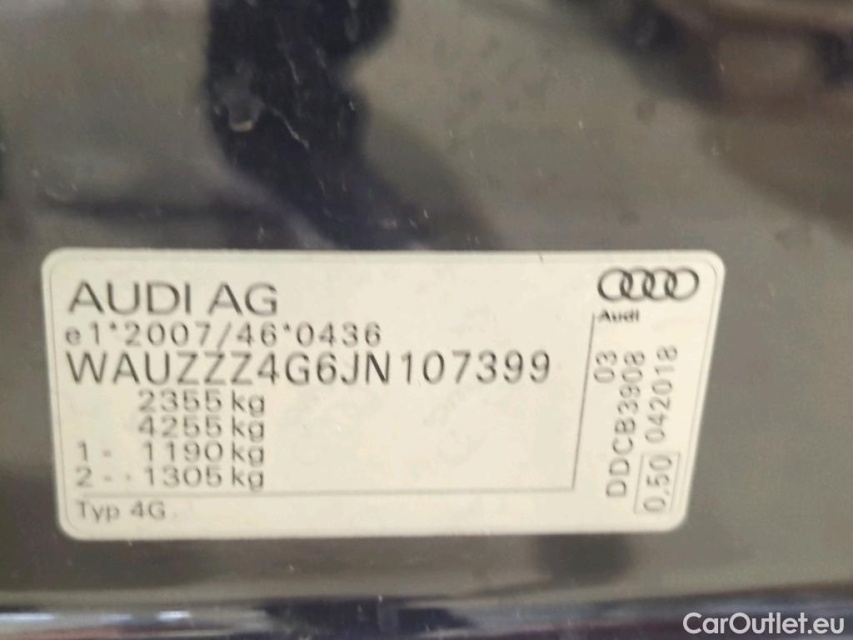 AUDI AG
e1*2007/46*0436
WAUZZZ4G6JN107399
2355 kg
4255 kg
1 - 1190 kg
2 - - 1305 kg
Typ 4G
Audi
03
DDCB3908
0.50 042018
CarOutlet.eu